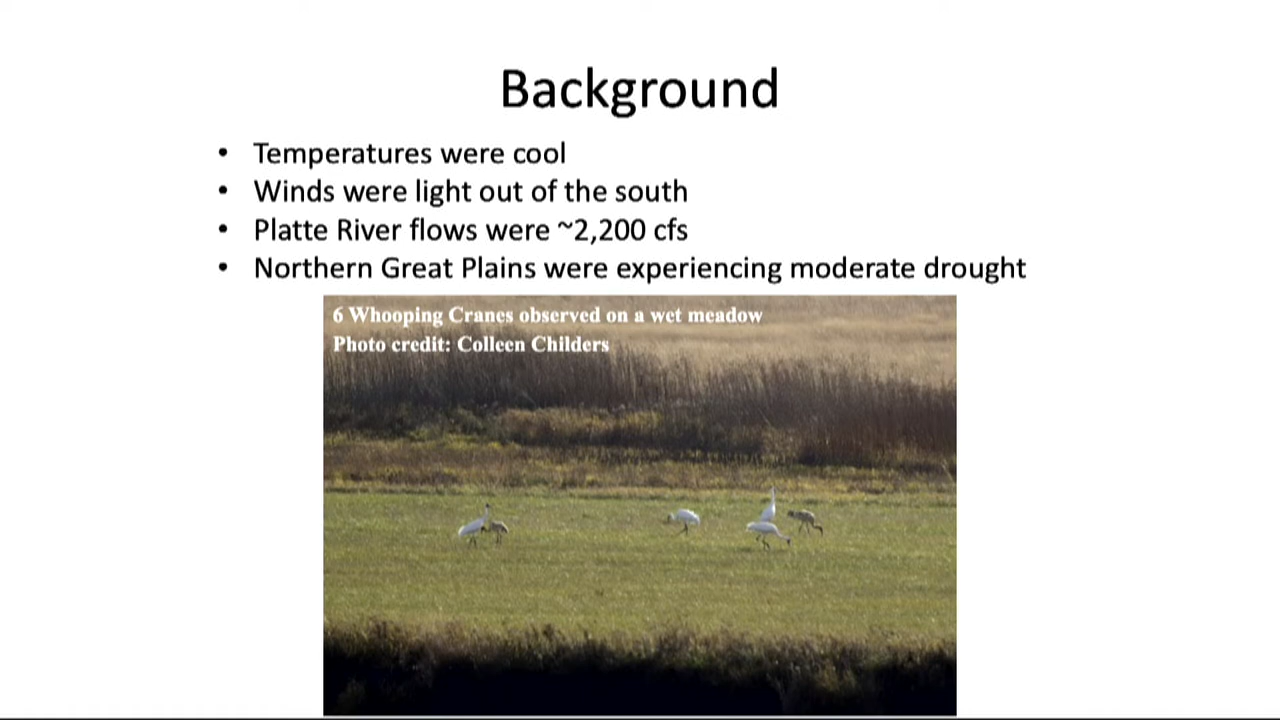 Background
• Temperatures were cool
• Winds were light out of the south
• Platte River flows were ~2,200 cfs
• Northern Great Plains were experiencing moderate drought
6 Whooping Cranes observed on a wet meadow
Photo credit: Colleen Childers